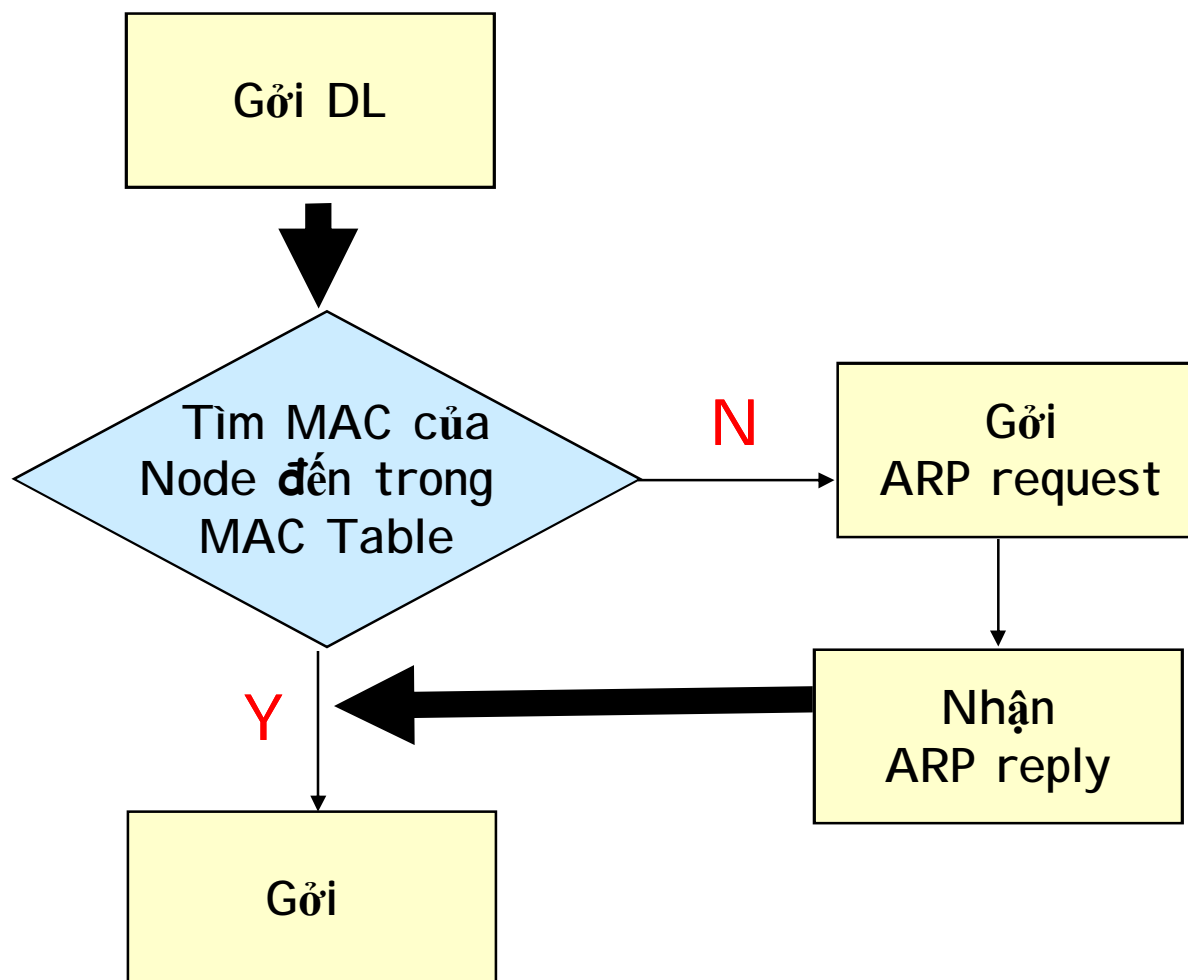 Gởi DL
Tìm MAC của
Node đến trong
MAC Table
N
Gởi
ARP request
Y
Nhận
ARP reply
Gởi